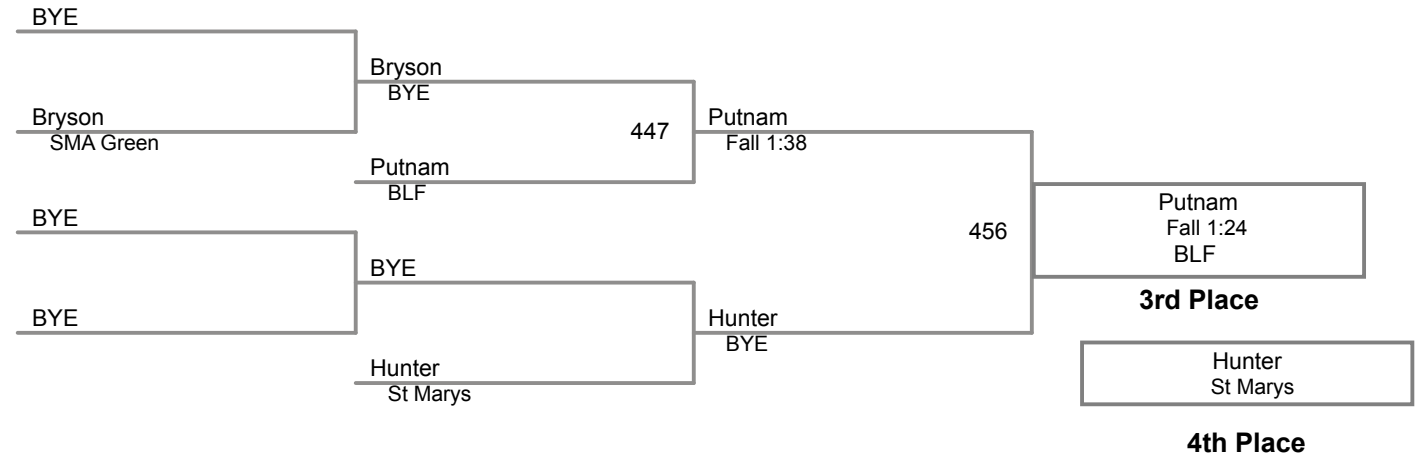 BYE
Bryson
BYE
Bryson
SMA Green
447
Putnam
Fall 1:38
Putnam
BLF
BYE
456
Putnam
Fall 1:24
BLF
BYE
3rd Place
BYE
Hunter
BYE
Hunter
St Marys
Hunter
St Marys
4th Place